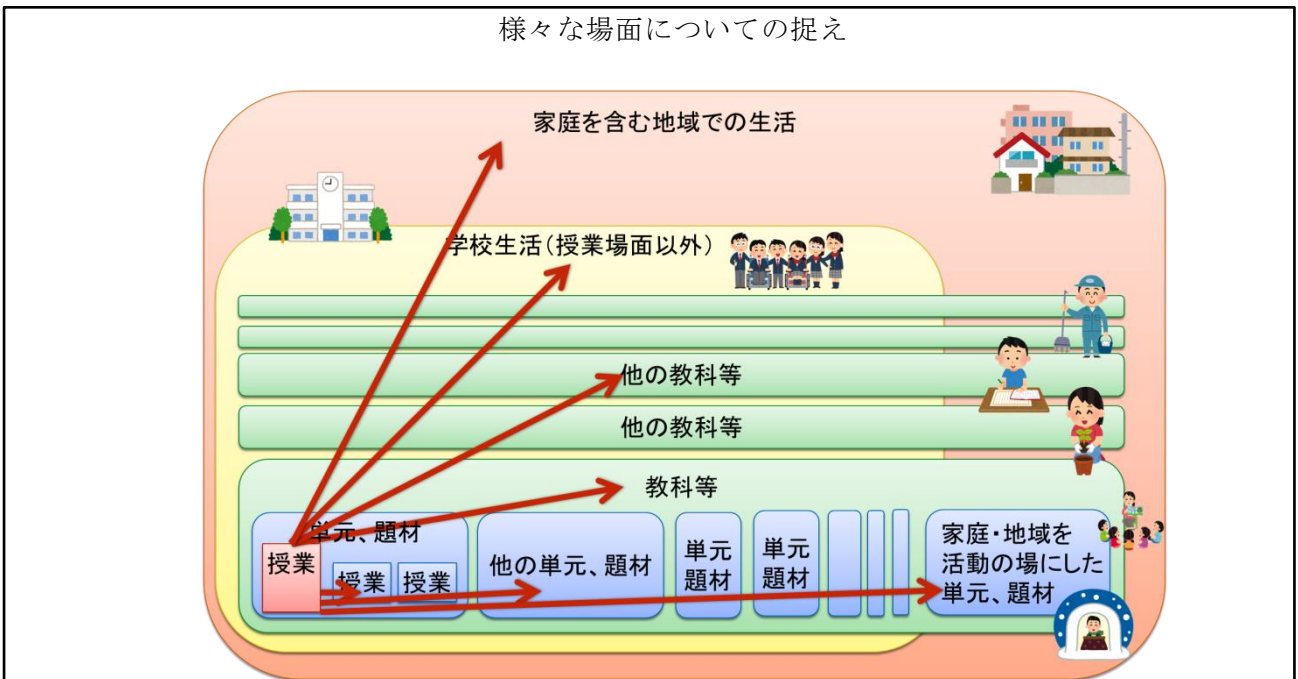 様々な場面についての捉え
家庭を含む地域での生活
学校生活(授業場面以外)
他の教科等
他の教科等
教科等
単元、題材
授業
授業
授業
他の単元、題材
単元
題材
単元
題材
家庭・地域を
活動の場にした
単元、題材